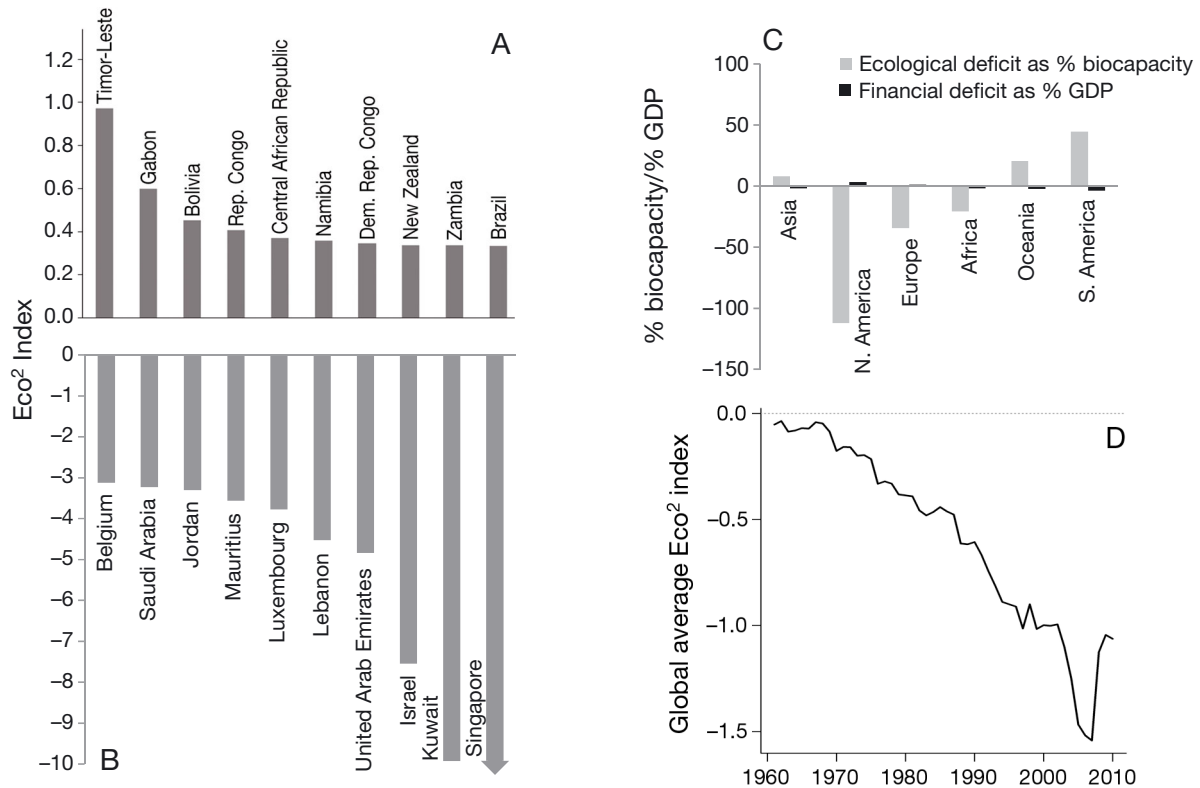 A
Eco² Index
1.2
1.0
0.8
0.6
0.4
0.2
0.0
Timor-Leste
Gabon
Bolivia
Rep. Congo
Central African Republic
Namibia
Dem. Rep. Congo
New Zealand
Zambia
Brazil
0
−1
−2
−3
−4
−5
−6
−7
−8
−9
−10
Belgium
Saudi Arabia
Jordan
Mauritius
Luxembourg
Lebanon
United Arab Emirates
Israel
Kuwait
Singapore
B
C
Ecological deficit as % biocapacity
Financial deficit as % GDP
% biocapacity/% GDP
100
50
0
−50
−100
−150
Asia
N. America
Europe
Africa
Oceania
S. America
D
Global average Eco² index
0.0
−0.5
−1.0
−1.5
1960 1970 1980 1990 2000 2010